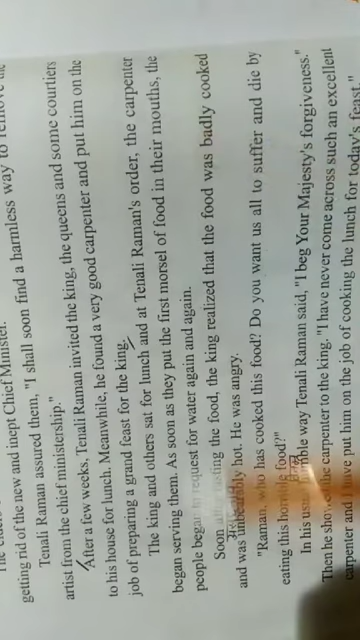 getting rid of the new and inept Chief Minister.
Tenali Raman assured them, "I shall soon find a harmless way to remove the
artist from the chief ministership."
After a few weeks, Tenali Raman invited the king, the queens and some courtiers
to his house for lunch. Meanwhile, he found a very good carpenter and put him on the
job of preparing a grand feast for the king.
The king and others sat for lunch and at Tenali Raman's order, the carpenter
began serving them. As soon as they put the first morsel of food in their mouths, the
people began request for water again and again.
Soon the food, the king realized that the food was badly cooked
and was unbearably hot. He was angry.
"Raman, who has cooked this food? Do you want us all to suffer and die by
eating this horrible food?"
In his way Tenali Raman said, "I beg Your Majesty's forgiveness."
Then he the carpenter to the king. "I have never come across such an excellent
carpenter and I have put him on the job of cooking the lunch for today's feast."